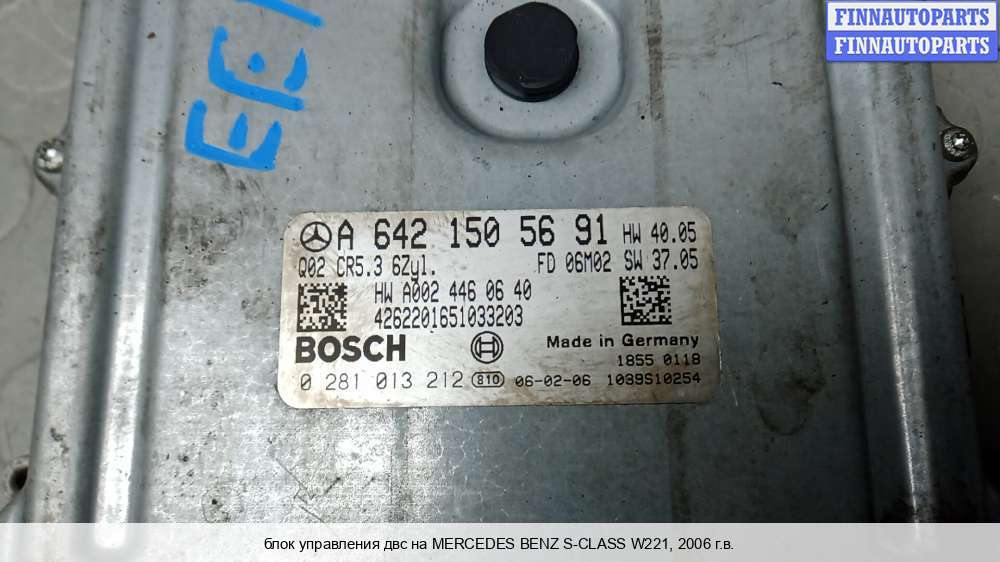 FINNAUTOPARTS
FINNAUTOPARTS
A 642 150 56 91 HW 40.05
Q02 CR5.3 6Zyl. FD 06M02 SW 37.05
HW A002 446 06 40
4262201651033203
BOSCH Made in Germany
1855 0118
0 281 013 212 810 06-02-06 1039S10254
блок управления двс на MERCEDES BENZ S-CLASS W221, 2006 г.в.